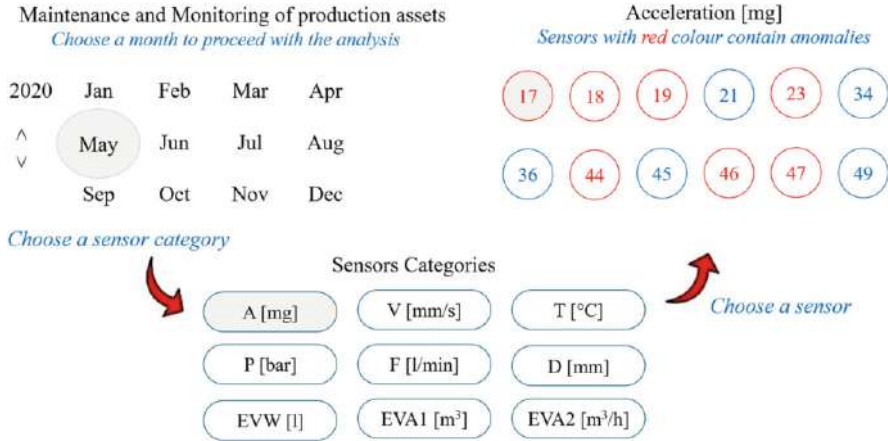 Maintenance and Monitoring of production assets
Choose a month to proceed with the analysis
2020 Jan Feb Mar Apr
May Jun Jul Aug
Sep Oct Nov Dec
Acceleration [mg]
Sensors with red colour contain anomalies
17 18 19 21 23 34
36 44 45 46 47 49
Choose a sensor category
Sensors Categories
Choose a sensor
A [mg] V [mm/s] T [°C]
P [bar] F [l/min] D [mm]
EVW [l] EVA1 [m³] EVA2 [m³/h]